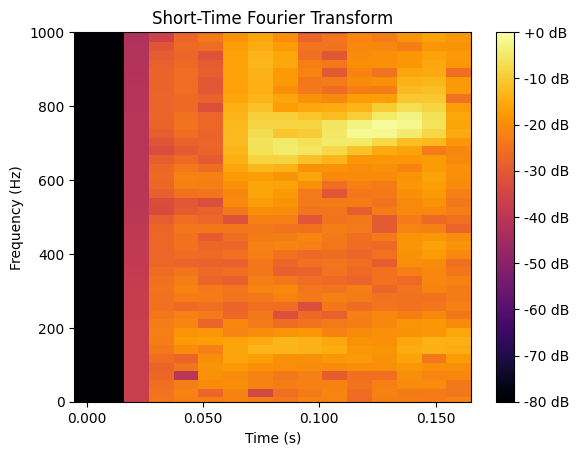 Short-Time Fourier Transform
1000
800
600
400
200
0
Frequency (Hz)
0.000
0.050
0.100
0.150
Time (s)
+0 dB
-10 dB
-20 dB
-30 dB
-40 dB
-50 dB
-60 dB
-70 dB
-80 dB